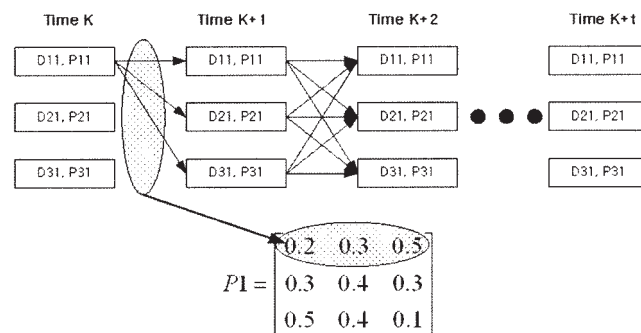 Time K Time K+1 Time K+2 Time K+t
D11, P11 D11, P11 D11, P11 D11, P11
D21, P21 D21, P21 D21, P21 D21, P21
D31, P31 D31, P31 D31, P31 D31, P31
0.2 0.3 0.5
P1 = 0.3 0.4 0.3
0.5 0.4 0.1